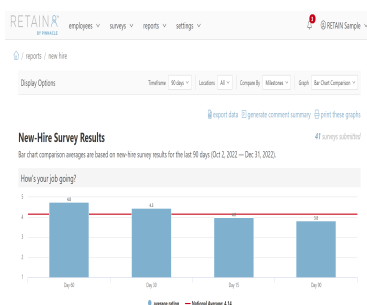 RETAIN
BY PINNACLE
employees surveys reports settings
1
RETAIN Sample
/ reports / new hire
Display Options Timeframe 90 days Locations All Compare By Milestones Graph Bar Chart Comparison
export data generate comment summary print these graphs
New-Hire Survey Results 41 surveys submitted
Bar chart comparison averages are based on new-hire survey results for the last 90 days (Oct 2, 2022 — Dec 31, 2022).
How's your job going?
5
4
3
2
1
Day 60 Day 30 Day 15 Day 90
average rating National Average 4.14